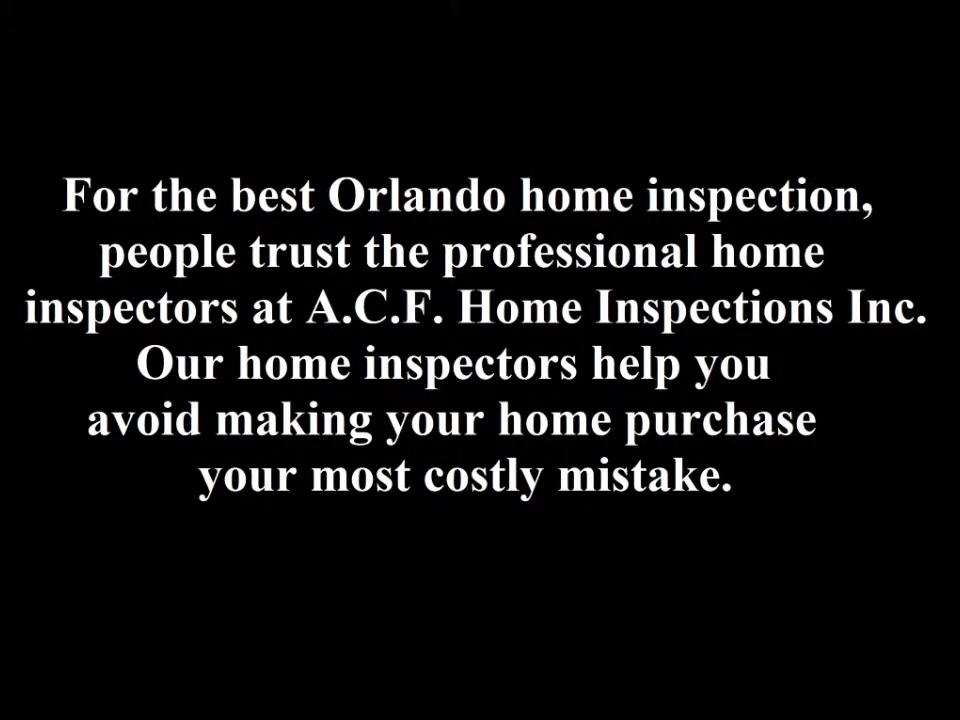 For the best Orlando home inspection,
people trust the professional home
inspectors at A.C.F. Home Inspections Inc.
Our home inspectors help you
avoid making your home purchase
your most costly mistake.